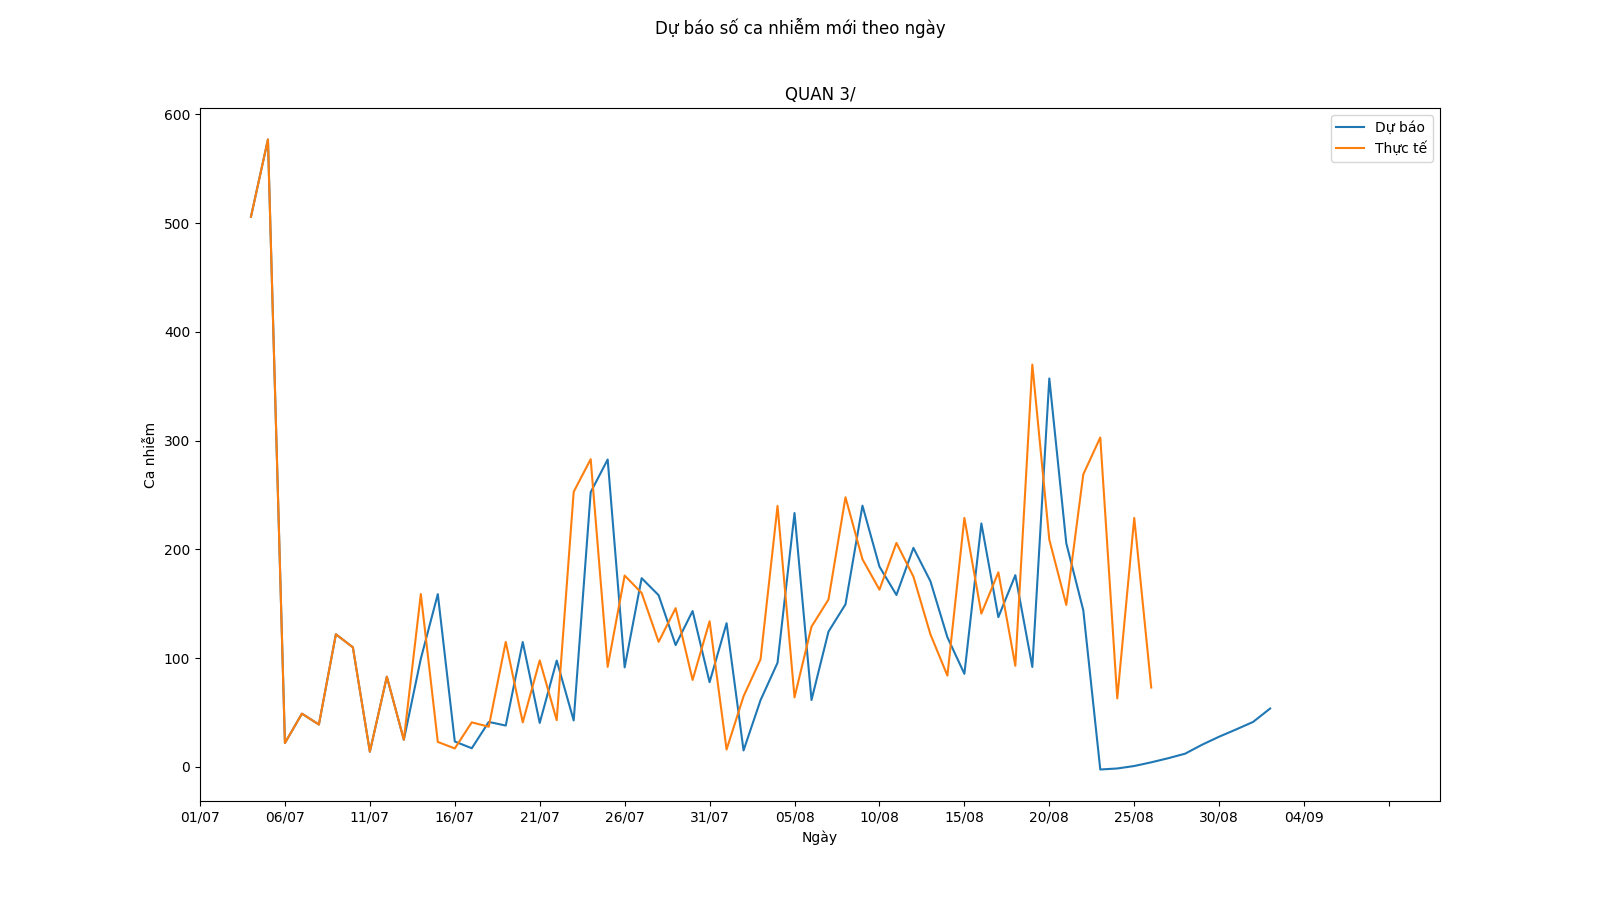 Dự báo số ca nhiễm mới theo ngày
QUAN 3/
Dự báo
Thực tế
600
500
400
300
200
100
0
Ca nhiễm
01/07 06/07 11/07 16/07 21/07 26/07 31/07 05/08 10/08 15/08 20/08 25/08 30/08 04/09
Ngày